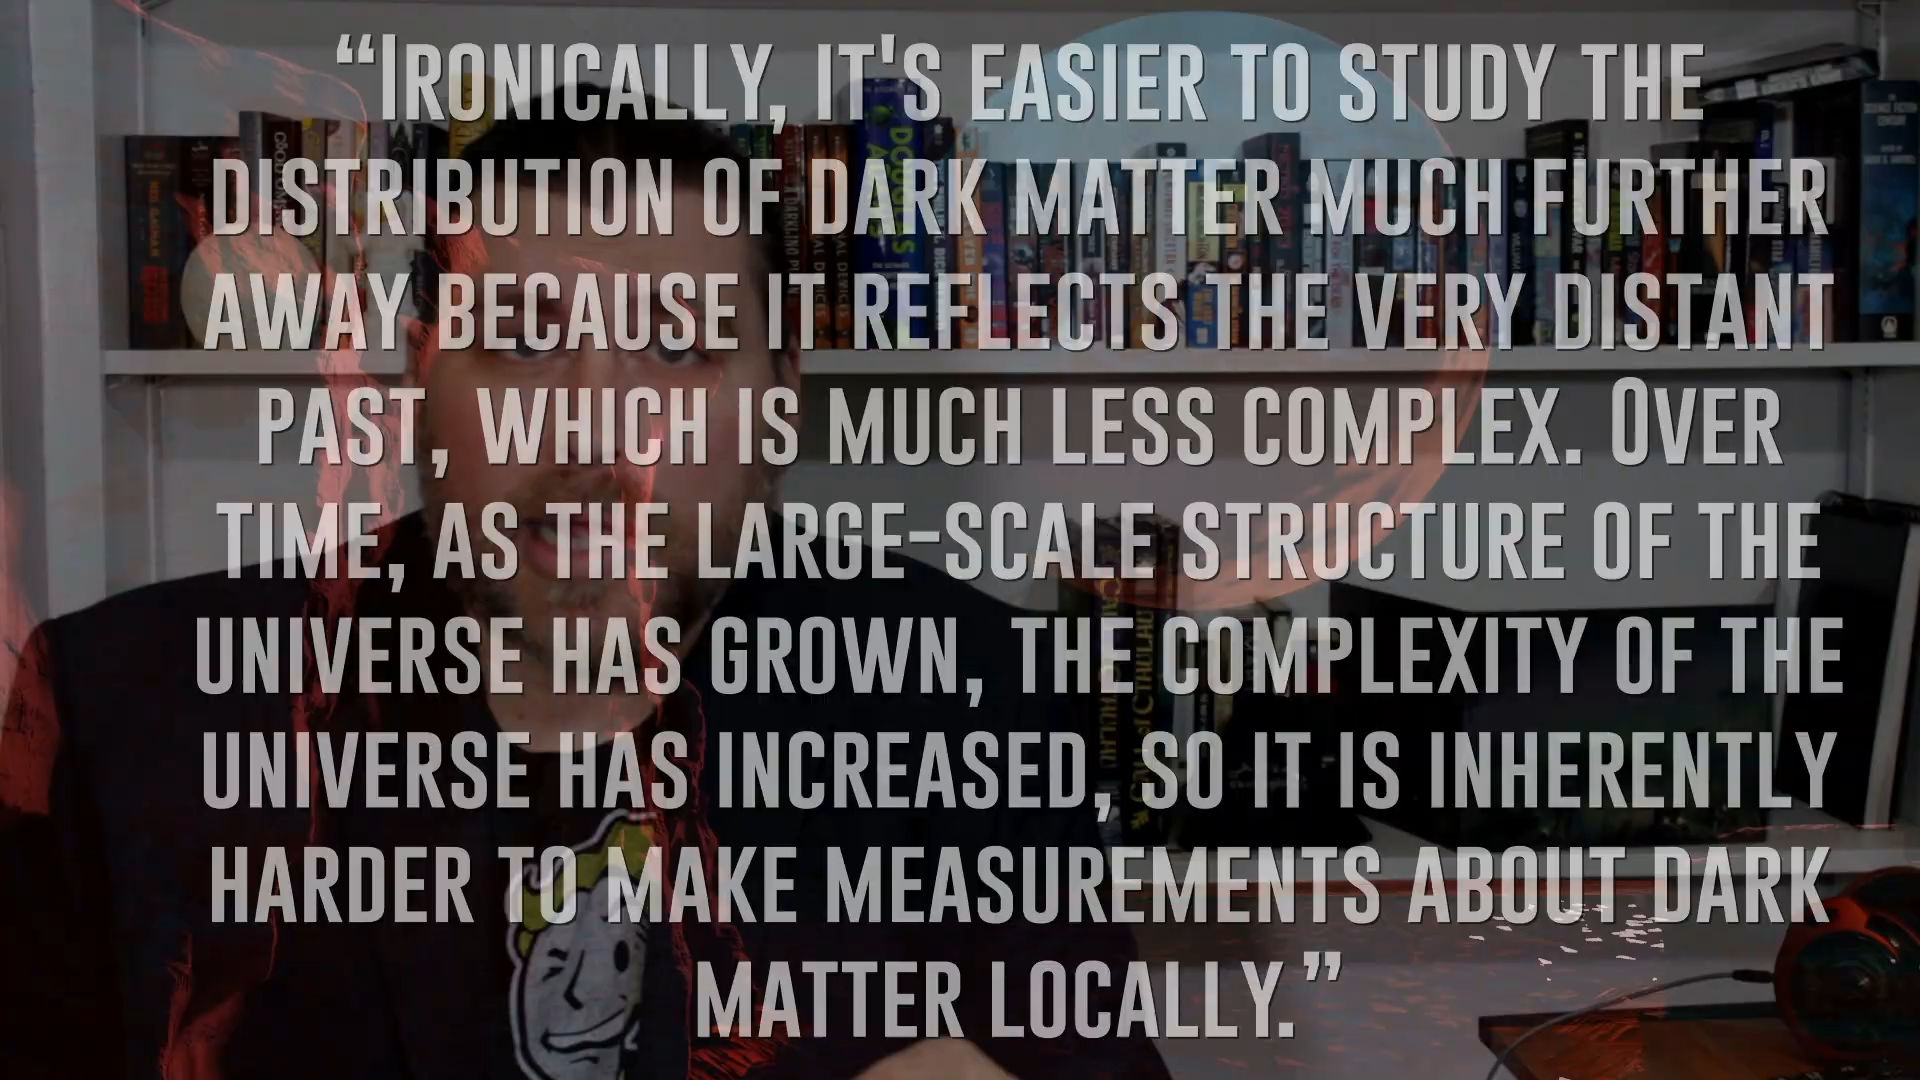 “Ironically, it's easier to study the
distribution of dark matter much further
away because it reflects the very distant
past, which is much less complex. Over
time, as the large-scale structure of the
universe has grown, the complexity of the
universe has increased, so it is inherently
harder to make measurements about dark
matter locally.”